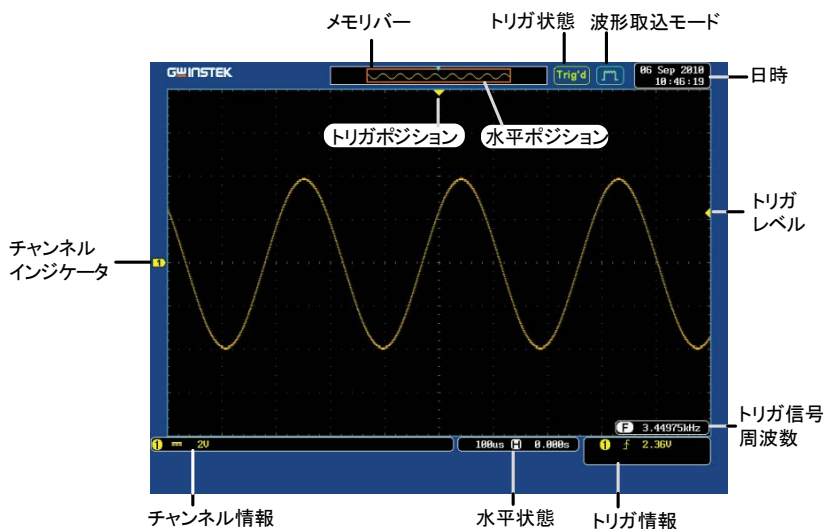 メモリバー
トリガ状態
波形取込モード
GWINSTEK
Trig'd
06 Sep 2010
10:46:19
日時
トリガポジション
水平ポジション
トリガ
レベル
チャンネル
インジケータ
1
F 3.44975kHz
トリガ信号
周波数
1 2V
100us H 0.000s
1 2.36V
チャンネル情報
水平状態
トリガ情報